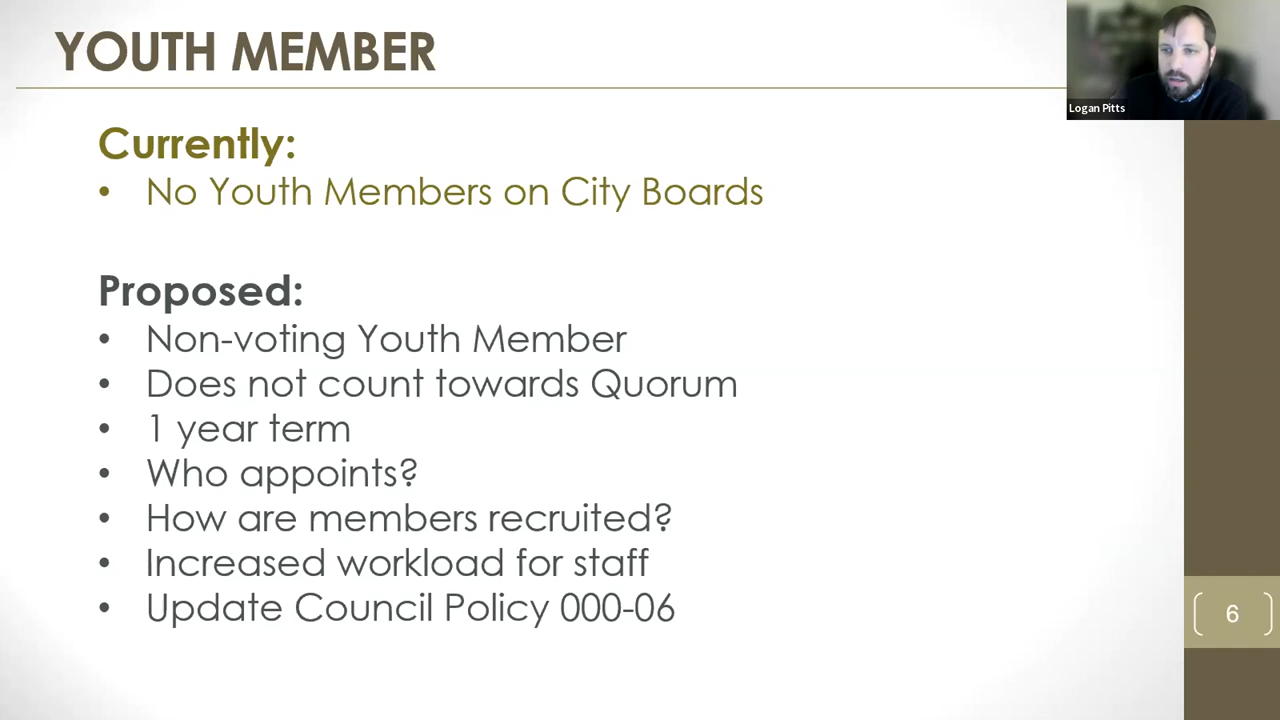 YOUTH MEMBER
Logan Pitts
Currently:
• No Youth Members on City Boards
Proposed:
• Non-voting Youth Member
• Does not count towards Quorum
• 1 year term
• Who appoints?
• How are members recruited?
• Increased workload for staff
• Update Council Policy 000-06
6